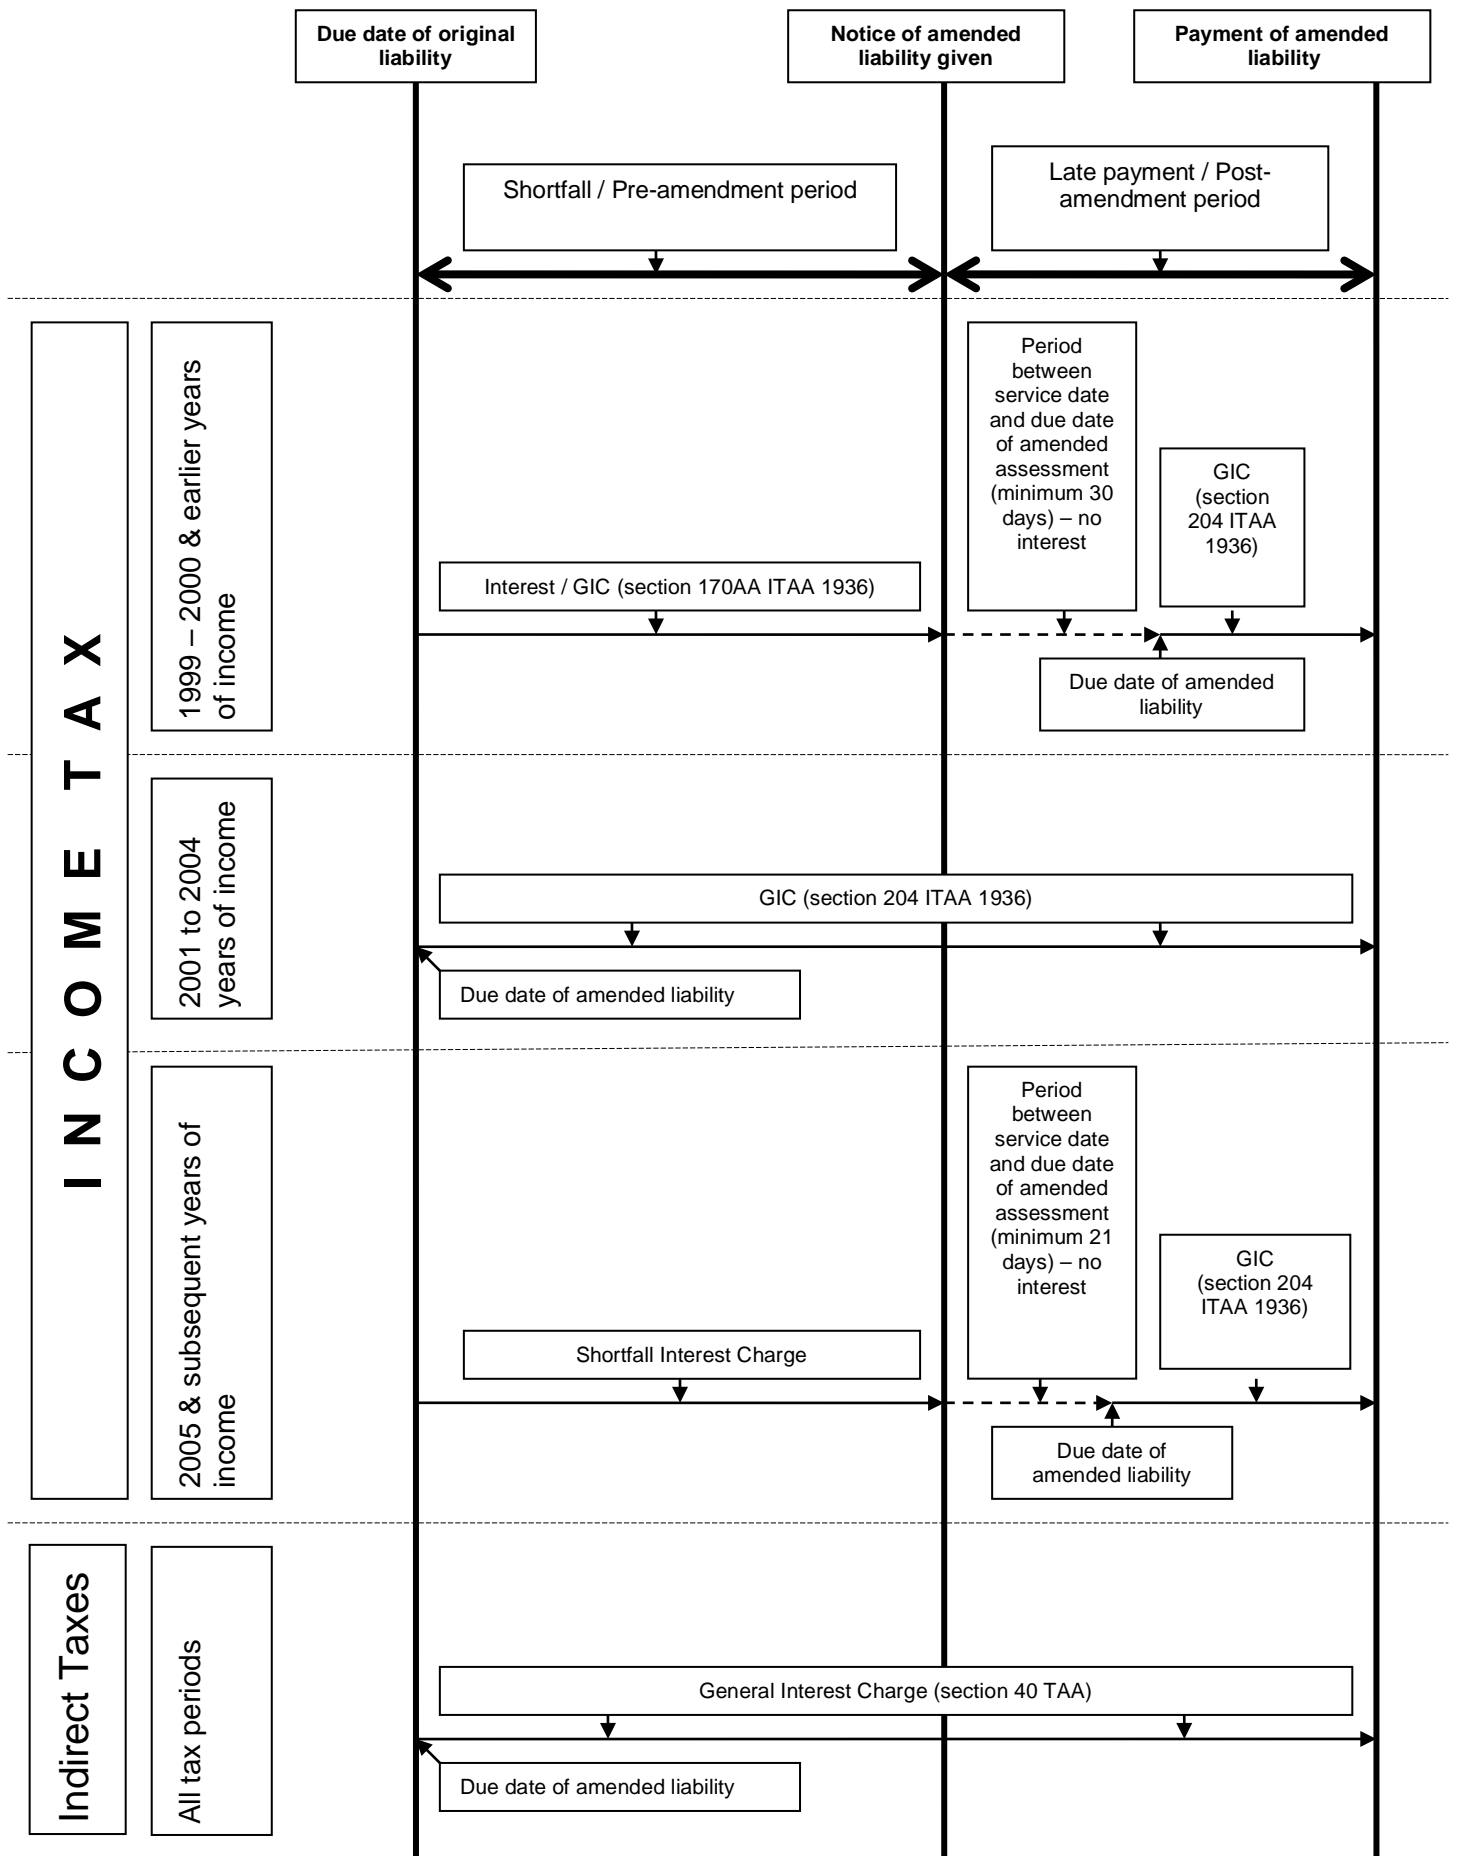 Due date of original
liability
Notice of amended
liability given
Payment of amended
liability
Shortfall / Pre-amendment period
Late payment / Post-
amendment period
INCOME TAX
1999 – 2000 & earlier years
of income
Interest / GIC (section 170AA ITAA 1936)
Period
between
service date
and due date
of amended
assessment
(minimum 30
days) – no
interest
GIC
(section
204 ITAA
1936)
Due date of amended
liability
2001 to 2004
years of income
GIC (section 204 ITAA 1936)
Due date of amended liability
2005 & subsequent years of
income
Shortfall Interest Charge
Period
between
service date
and due date
of amended
assessment
(minimum 21
days) – no
interest
GIC
(section 204
ITAA 1936)
Due date of
amended liability
Indirect Taxes
All tax periods
General Interest Charge (section 40 TAA)
Due date of amended liability